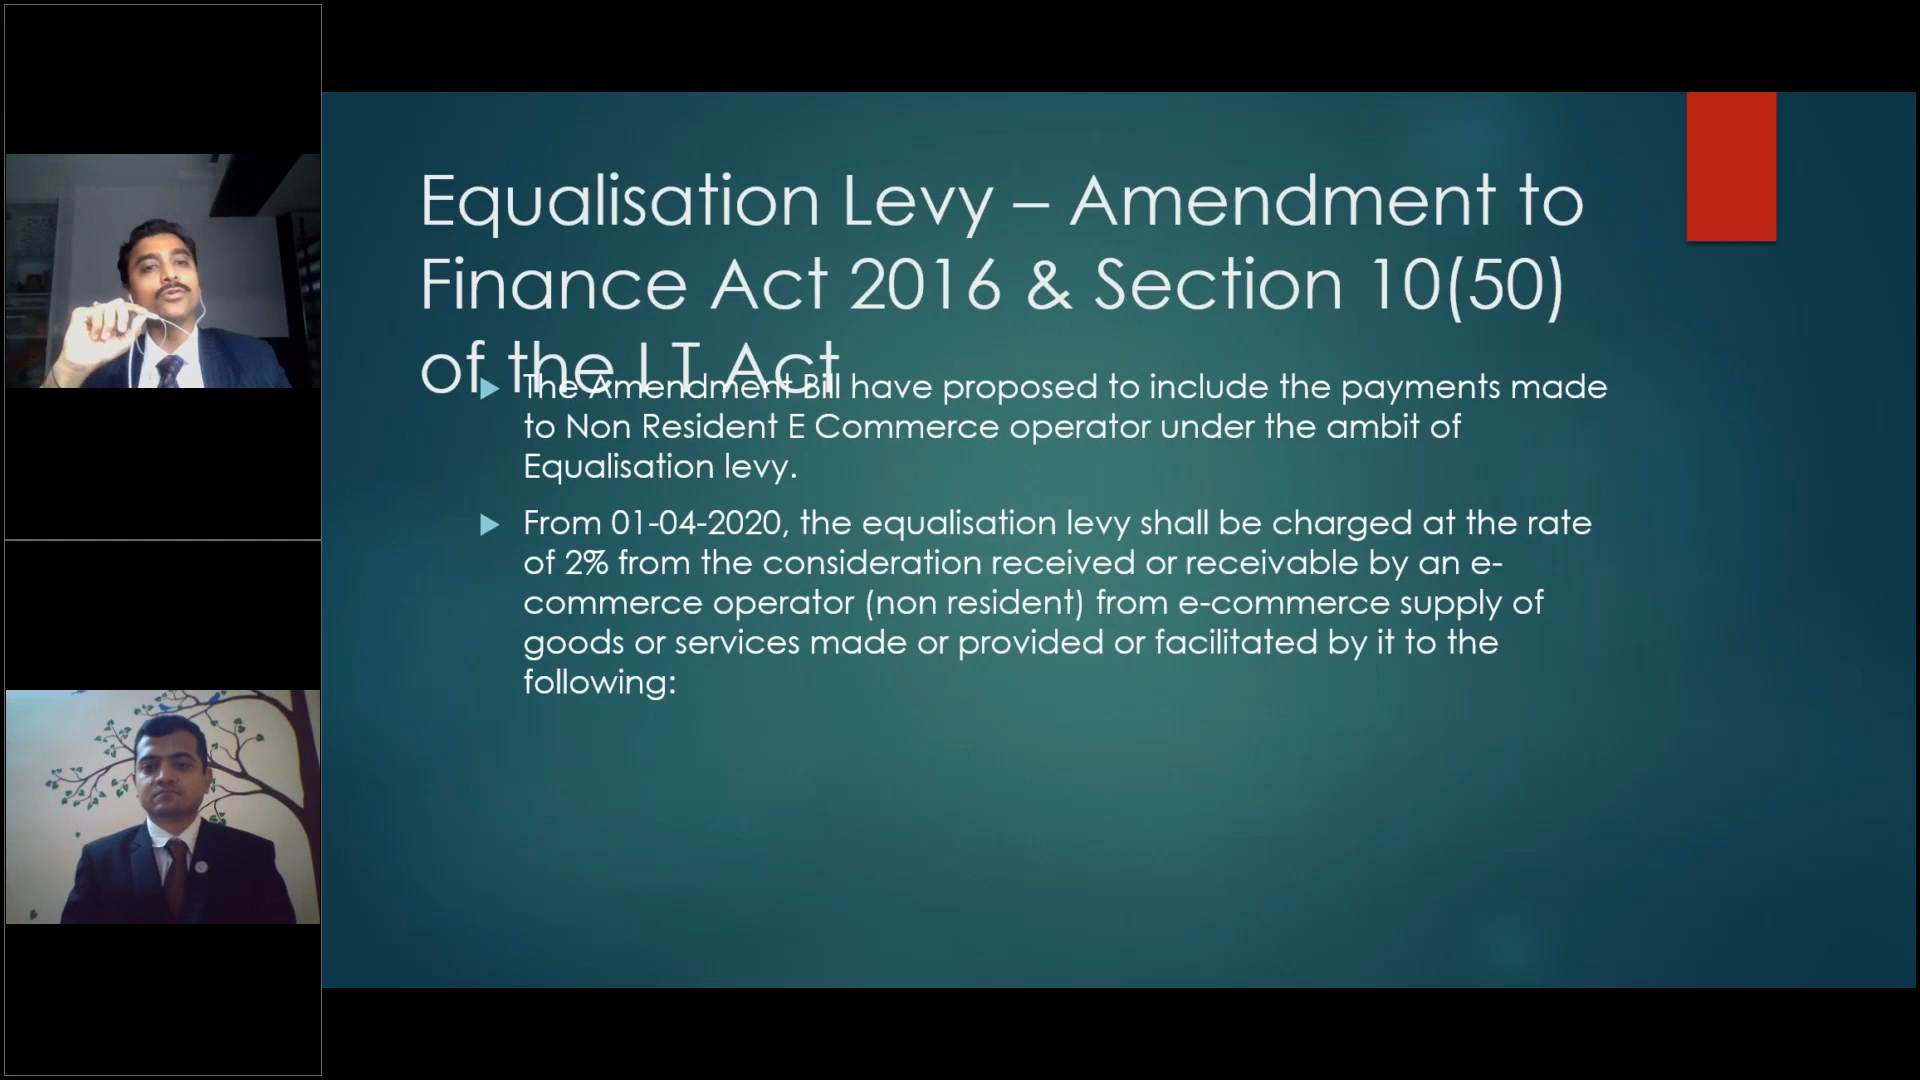 Equalisation Levy – Amendment to
Finance Act 2016 & Section 10(50)
of the I T Act
The Amendment Bill have proposed to include the payments made
to Non Resident E Commerce operator under the ambit of
Equalisation levy.
From 01-04-2020, the equalisation levy shall be charged at the rate
of 2% from the consideration received or receivable by an e-
commerce operator (non resident) from e-commerce supply of
goods or services made or provided or facilitated by it to the
following: